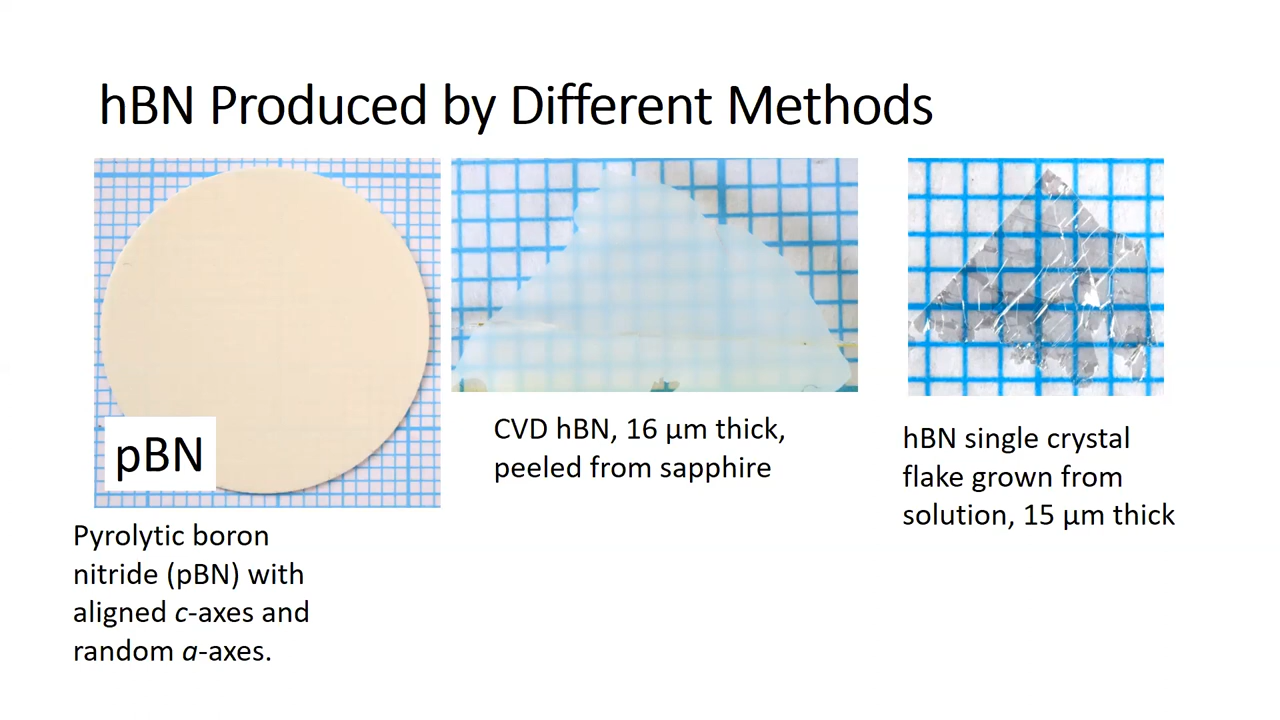 hBN Produced by Different Methods
pBN
Pyrolytic boron
nitride (pBN) with
aligned c-axes and
random a-axes.
CVD hBN, 16 µm thick,
peeled from sapphire
hBN single crystal
flake grown from
solution, 15 µm thick